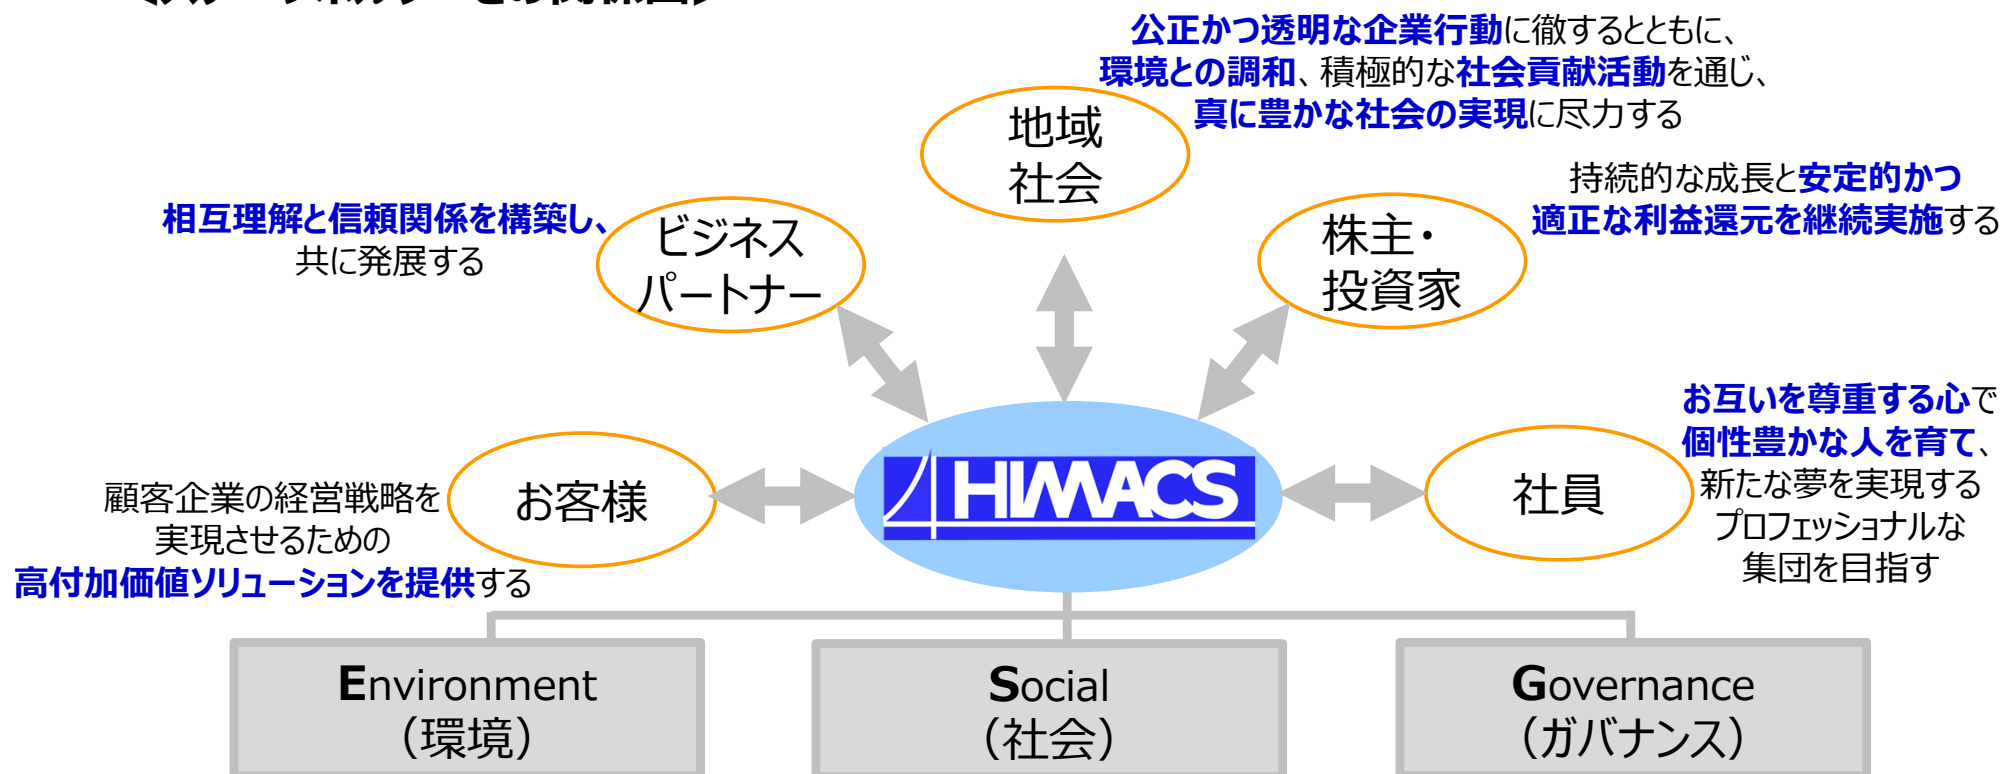 公正かつ透明な企業行動に徹するとともに、
環境との調和、積極的な社会貢献活動を通じ、
真に豊かな社会の実現に尽力する
地域
社会
持続的な成長と安定的かつ
適正な利益還元を継続実施する
株主・
投資家
相互理解と信頼関係を構築し、
共に発展する
ビジネス
パートナー
お互いを尊重する心で
個性豊かな人を育て、
新たな夢を実現する
プロフェッショナルな
集団を目指す
社員
HIMACS
お客様
顧客企業の経営戦略を
実現させるための
高付加価値ソリューションを提供する
Environment
（環境）
Social
（社会）
Governance
（ガバナンス）